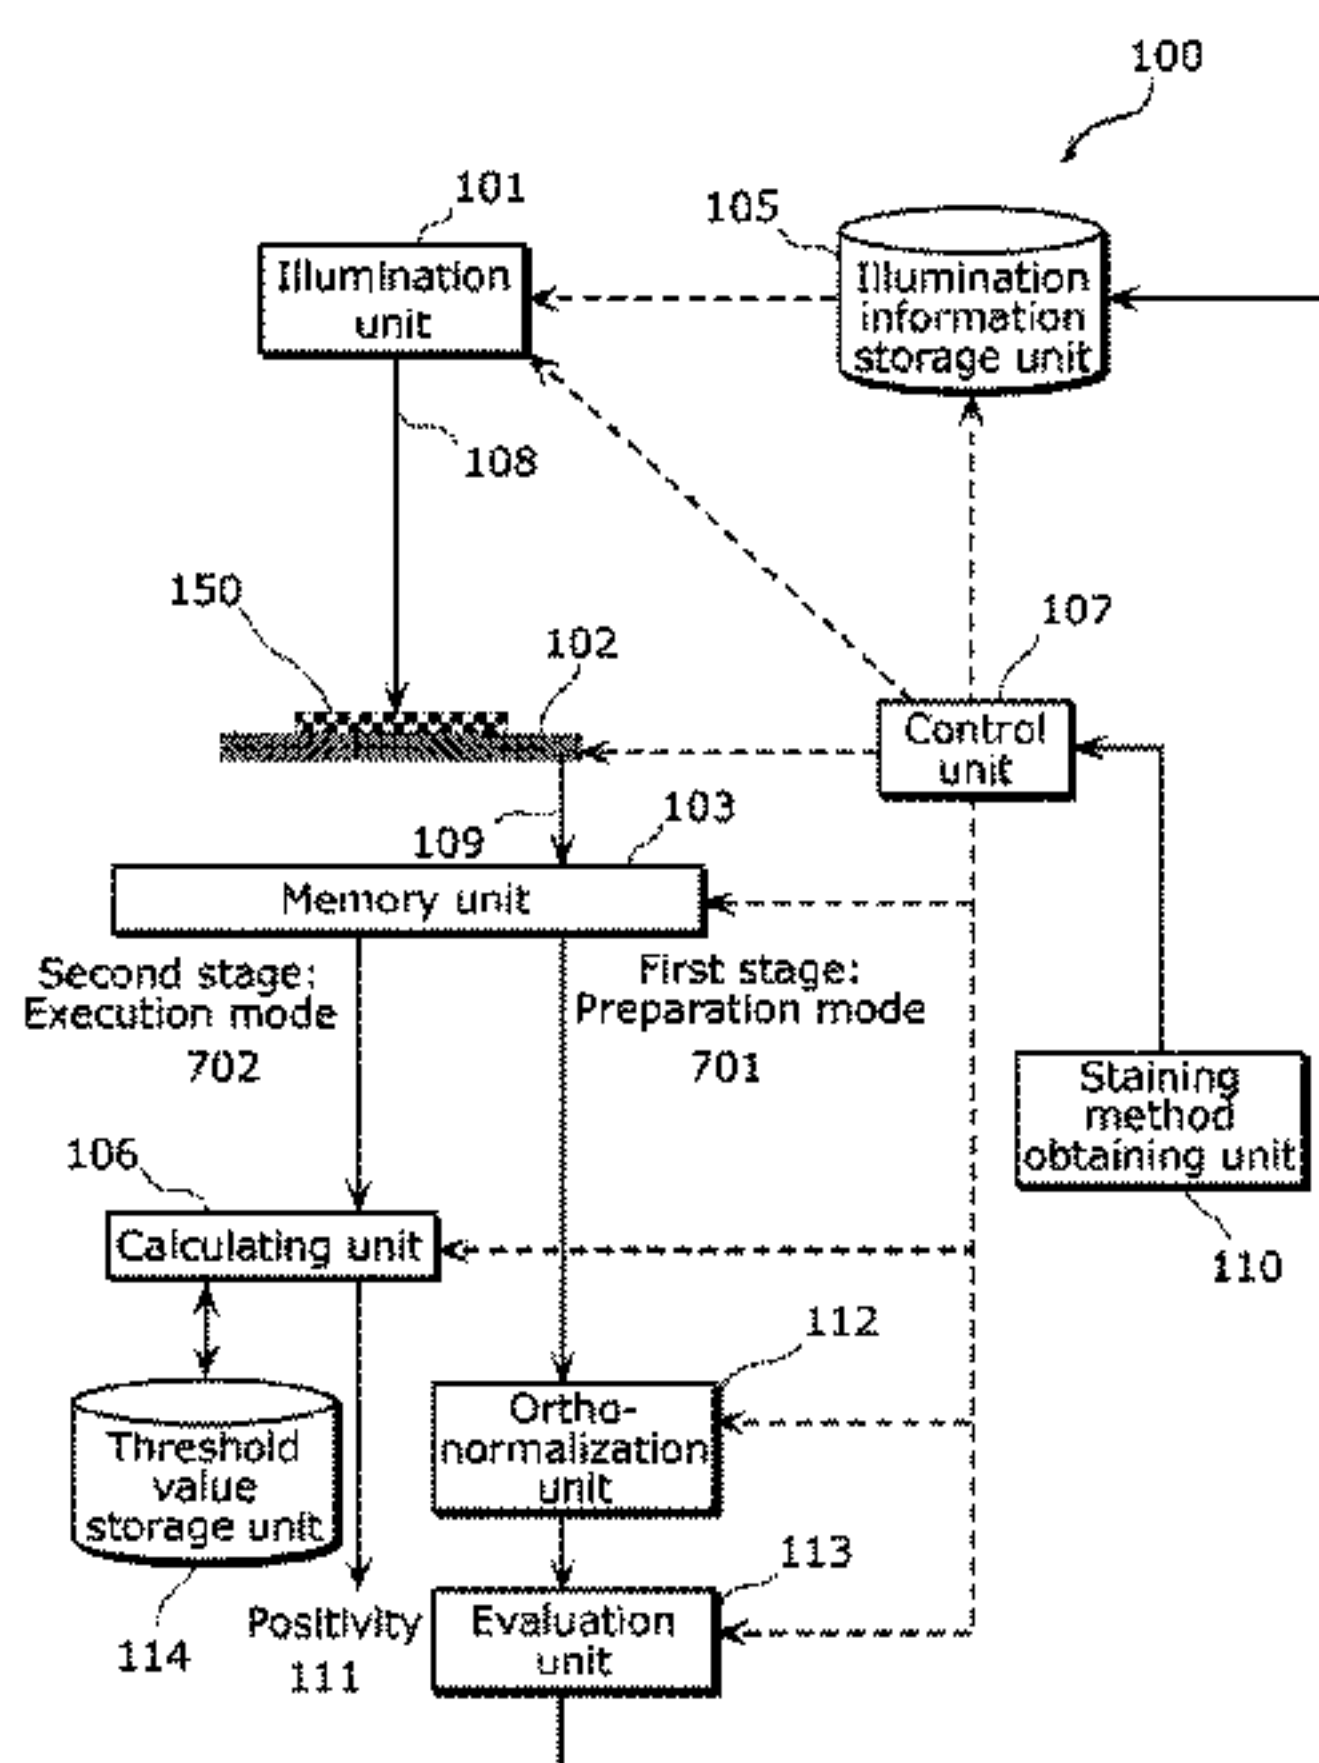 100
101
105
Illumination
unit
Illumination
information
storage unit
108
150
102
107
Control
unit
109
103
Memory unit
Second stage:
Execution mode
702
First stage:
Preparation mode
701
Staining
method
obtaining unit
110
106
Calculating unit
112
Ortho-
normalization
unit
Threshold
value
storage unit
114
Positivity
111
113
Evaluation
unit